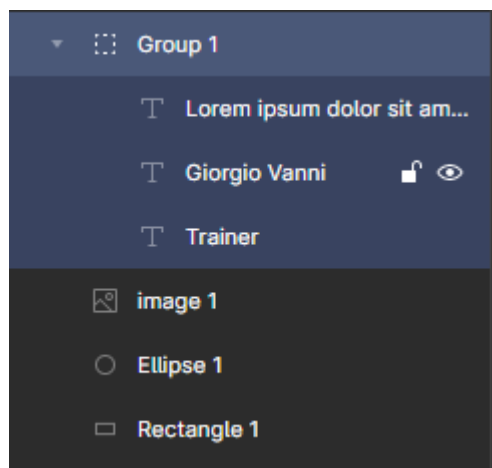 Group 1
Lorem ipsum dolor sit am...
Giorgio Vanni
Trainer
image 1
Ellipse 1
Rectangle 1